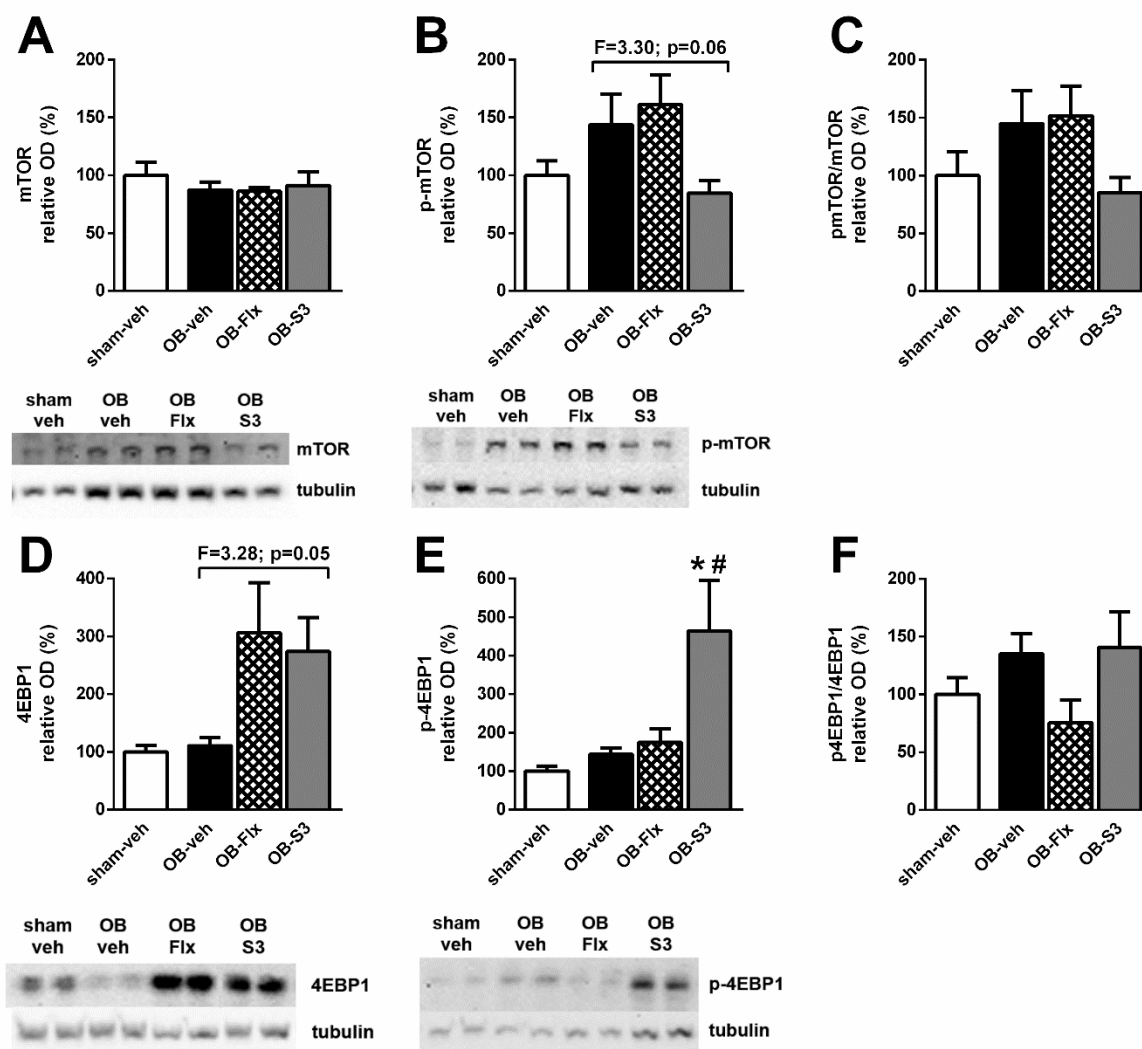 A
200
150
100
50
0
mTOR
relative OD (%)
sham-veh
OB-veh
OB-Flx
OB-S3
sham OB OB OB
veh veh Flx S3
mTOR
tubulin
B
F=3.30; p=0.06
200
150
100
50
0
p-mTOR
relative OD (%)
sham-veh
OB-veh
OB-Flx
OB-S3
sham OB OB OB
veh veh Flx S3
p-mTOR
tubulin
C
200
150
100
50
0
pmTOR/mTOR
relative OD (%)
sham-veh
OB-veh
OB-Flx
OB-S3
D
F=3.28; p=0.05
400
300
200
100
0
4EBP1
relative OD (%)
sham-veh
OB-veh
OB-Flx
OB-S3
sham OB OB OB
veh veh Flx S3
4EBP1
tubulin
E
* #
600
500
400
300
200
100
0
p-4EBP1
relative OD (%)
sham-veh
OB-veh
OB-Flx
OB-S3
sham OB OB OB
veh veh Flx S3
p-4EBP1
tubulin
F
200
150
100
50
0
p4EBP1/4EBP1
relative OD (%)
sham-veh
OB-veh
OB-Flx
OB-S3